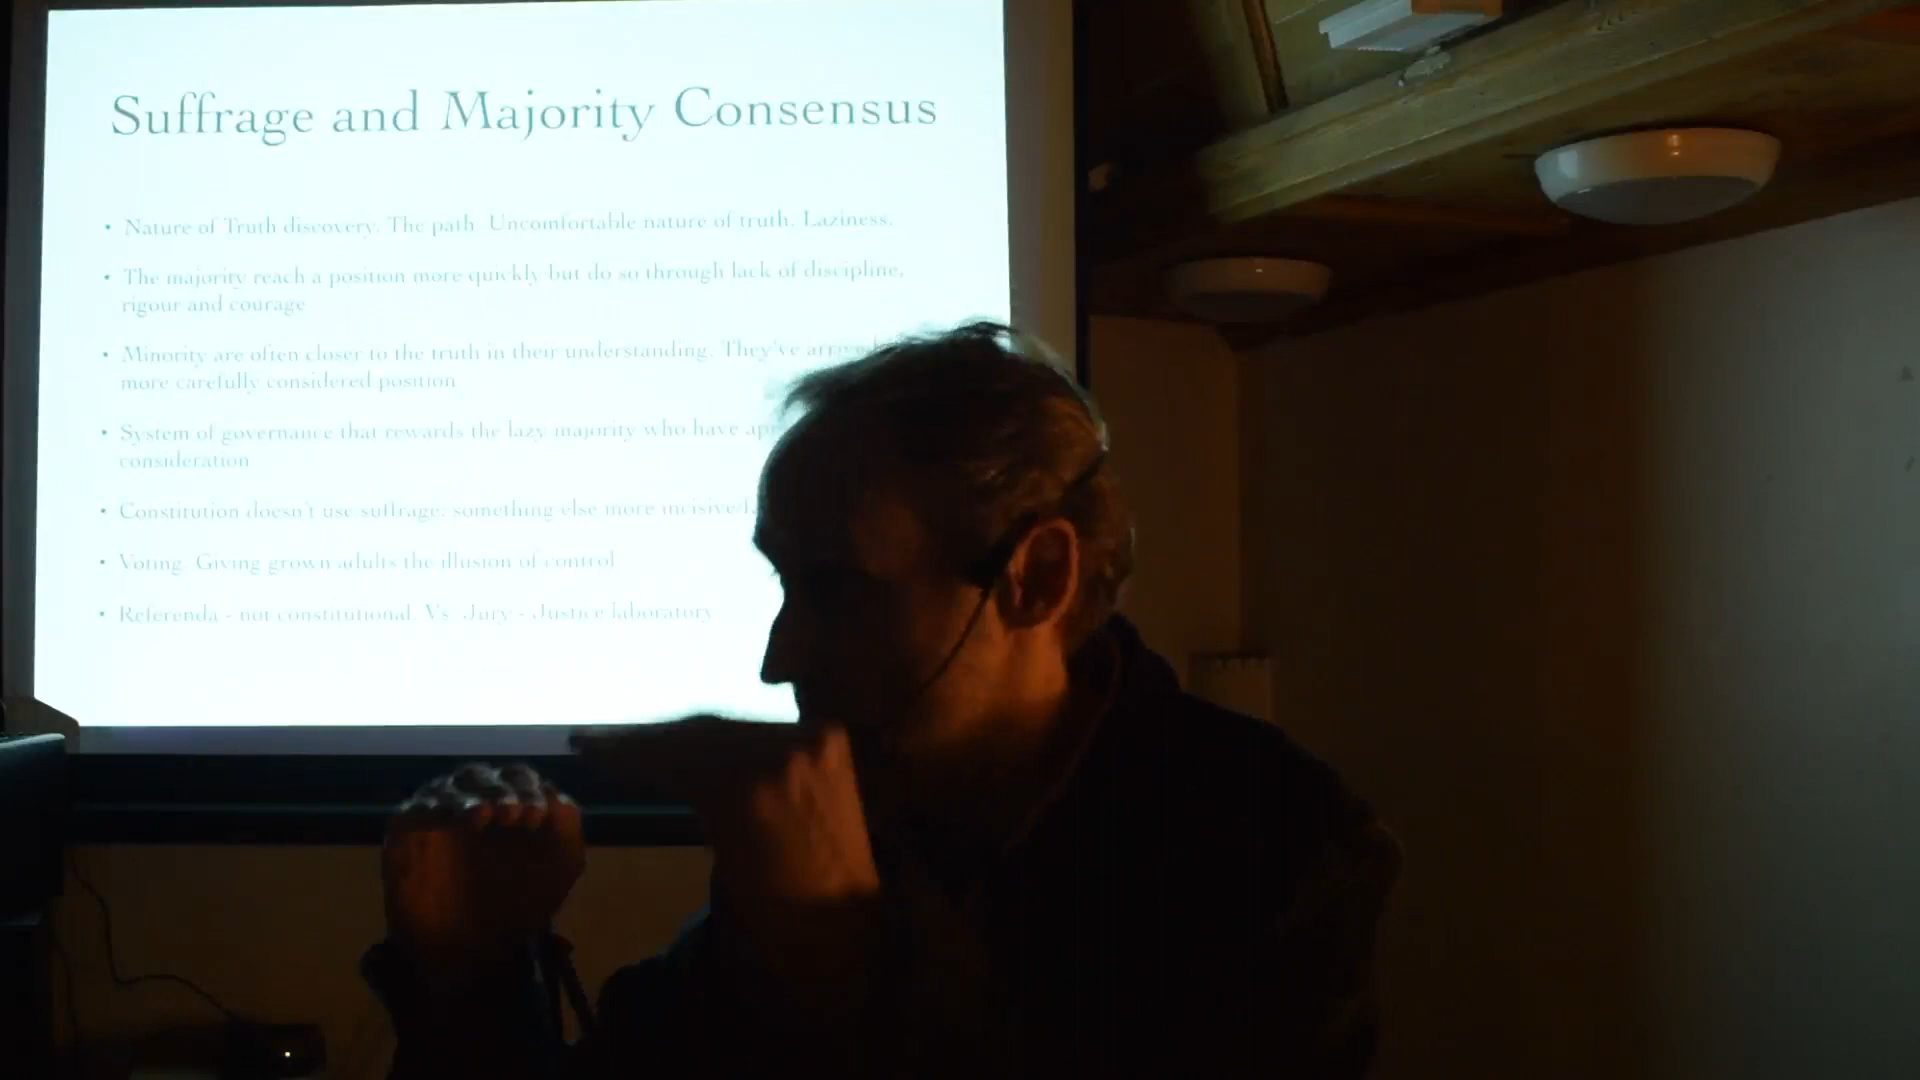 Suffrage and Majority Consensus
• Nature of Truth discovery. The path. Uncomfortable nature of truth. Laziness.
• The majority reach a position more quickly but do so through lack of discipline,
rigour and courage
• Minority are often closer to the truth in their understanding. They've
more carefully considered position
• System of governance that rewards the lazy majority who have
consideration
• Constitution doesn't use suffrage, something else more incisive
• Voting. Giving grown adults the illusion of control
• Referenda - not constitutional. Vs. Jury - Justice laboratory